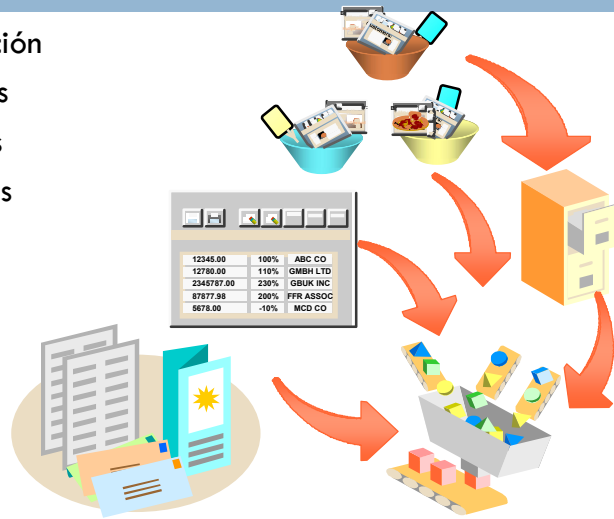 ción
s
s
s
12345.00 100% ABC CO
12780.00 110% GMBH LTD
2345787.00 230% GBUK INC
87877.98 200% FFR ASSOC
5678.00 -10% MCD CO